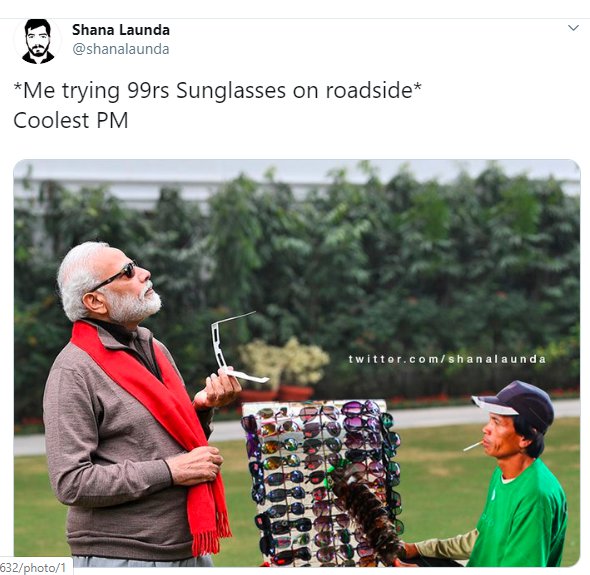 Shana Launda
@shanalaunda
*Me trying 99rs Sunglasses on roadside*
Coolest PM
twitter.com/shanalaunda
632/photo/1